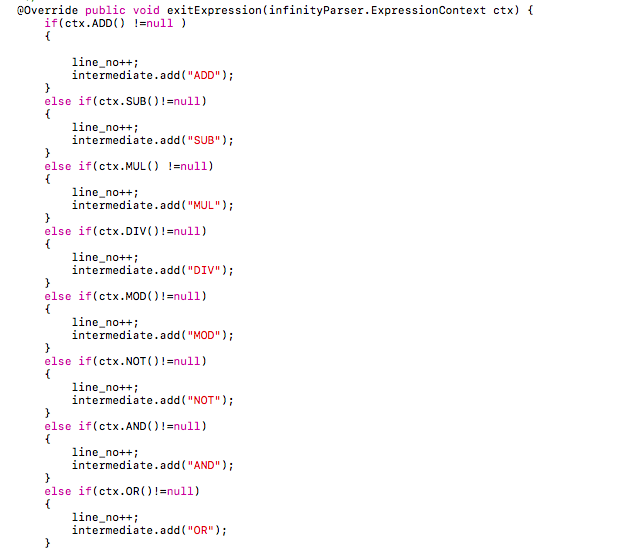 @Override public void exitExpression(infinityParser.ExpressionContext ctx) {
if(ctx.ADD() !=null )
{
line_no++;
intermediate.add("ADD");
}
else if(ctx.SUB()!=null)
{
line_no++;
intermediate.add("SUB");
}
else if(ctx.MUL() !=null)
{
line_no++;
intermediate.add("MUL");
}
else if(ctx.DIV()!=null)
{
line_no++;
intermediate.add("DIV");
}
else if(ctx.MOD()!=null)
{
line_no++;
intermediate.add("MOD");
}
else if(ctx.NOT()!=null)
{
line_no++;
intermediate.add("NOT");
}
else if(ctx.AND()!=null)
{
line_no++;
intermediate.add("AND");
}
else if(ctx.OR()!=null)
{
line_no++;
intermediate.add("OR");
}